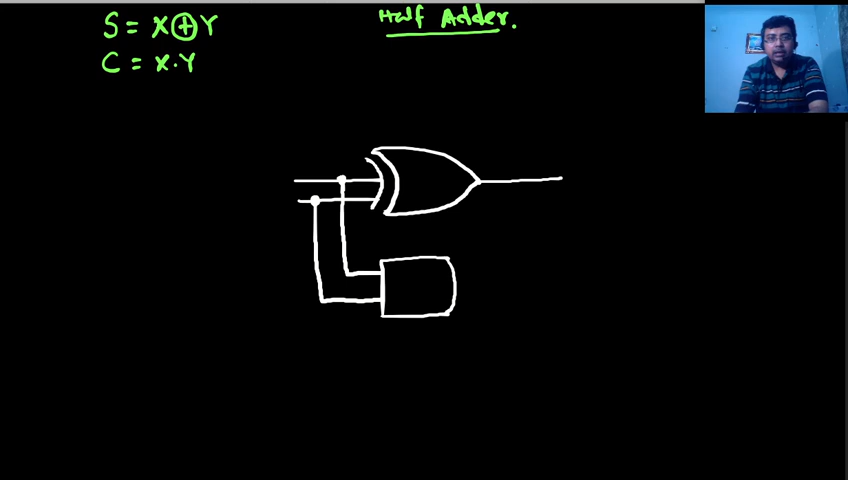 S = X ⊕ Y
Half Adder.
C = X · Y